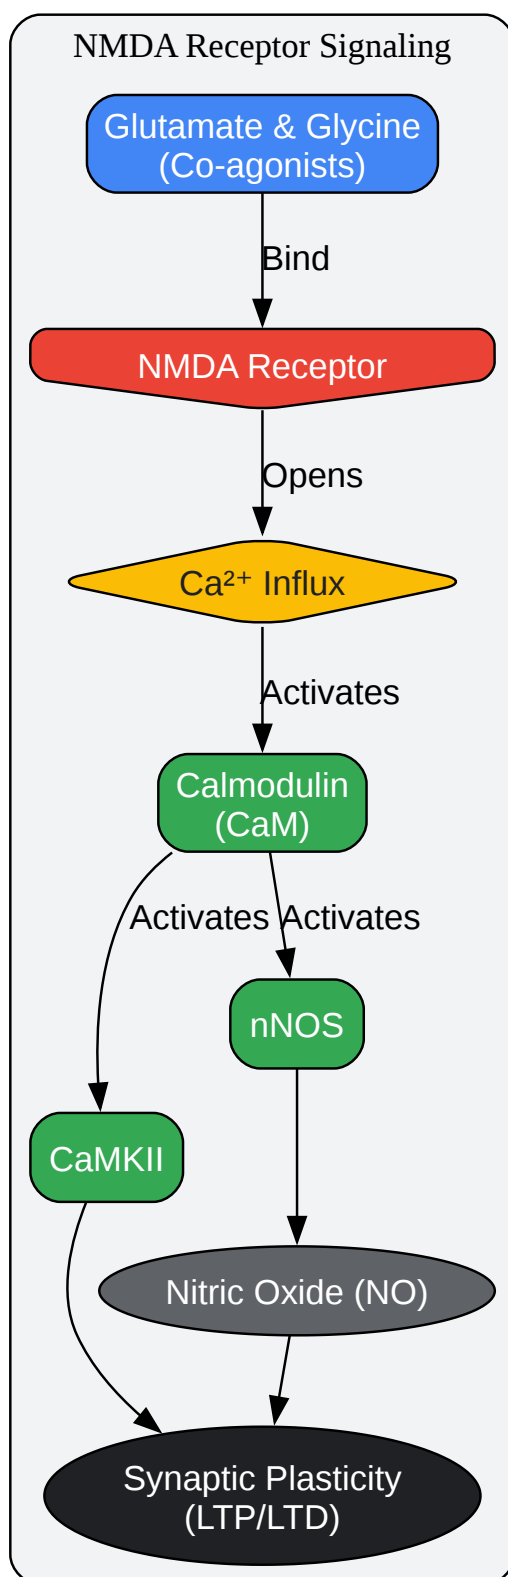 NMDA Receptor Signaling
Glutamate & Glycine
(Co-agonists)
Bind
NMDA Receptor
Opens
Ca²⁺ Influx
Activates
Calmodulin
(CaM)
Activates
Activates
nNOS
CaMKII
Nitric Oxide (NO)
Synaptic Plasticity
(LTP/LTD)